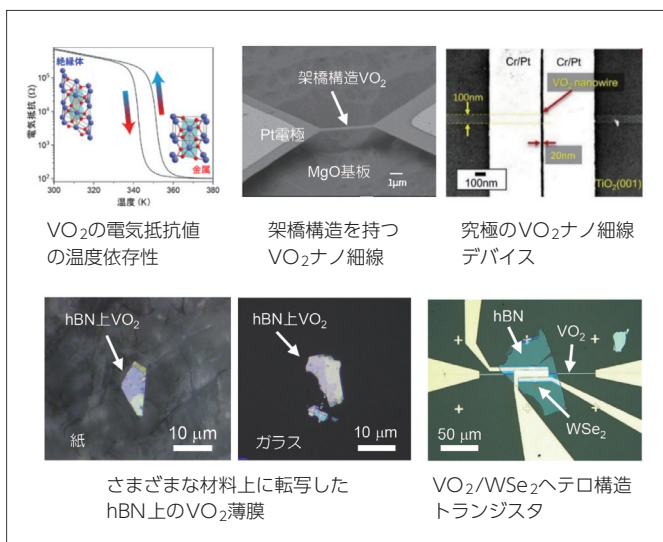 絶縁体
電気抵抗 (Ω)
10⁵
10⁴
10³
10²
金属
300 320 340 360 380
温度 (K)
VO₂の電気抵抗値
の温度依存性
架橋構造VO₂
Pt電極
MgO基板
1μm
架橋構造を持つ
VO₂ナノ細線
Cr/Pt Cr/Pt
VO₂ nanowire
100nm
20nm
100nm
TiO₂(001)
究極のVO₂ナノ細線
デバイス
hBN上VO₂
紙
10 μm
hBN上VO₂
ガラス
10 μm
さまざまな材料上に転写した
hBN上のVO₂薄膜
hBN
VO₂
WSe₂
50 μm
VO₂/WSe₂ヘテロ構造
トランジスタ